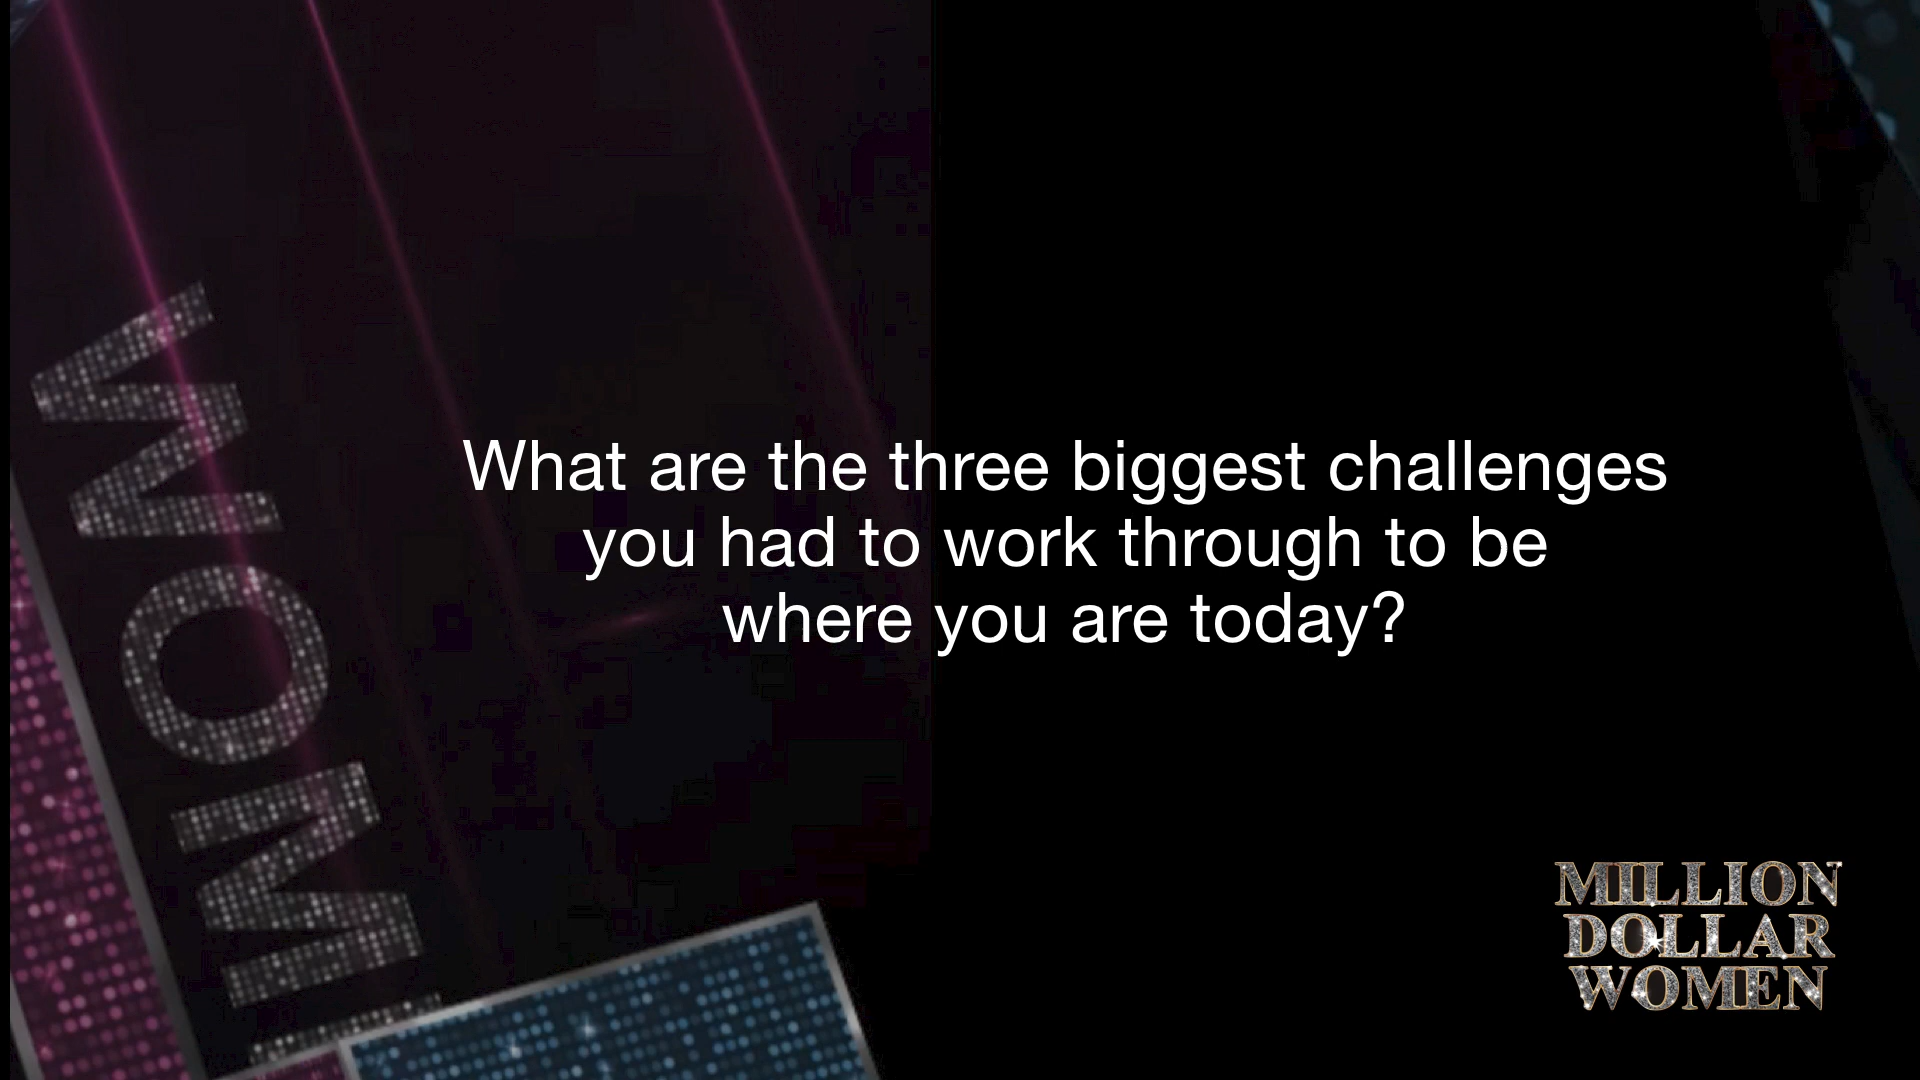 What are the three biggest challenges
you had to work through to be
where you are today?
WOM
MILLION
DOLLAR
WOMEN